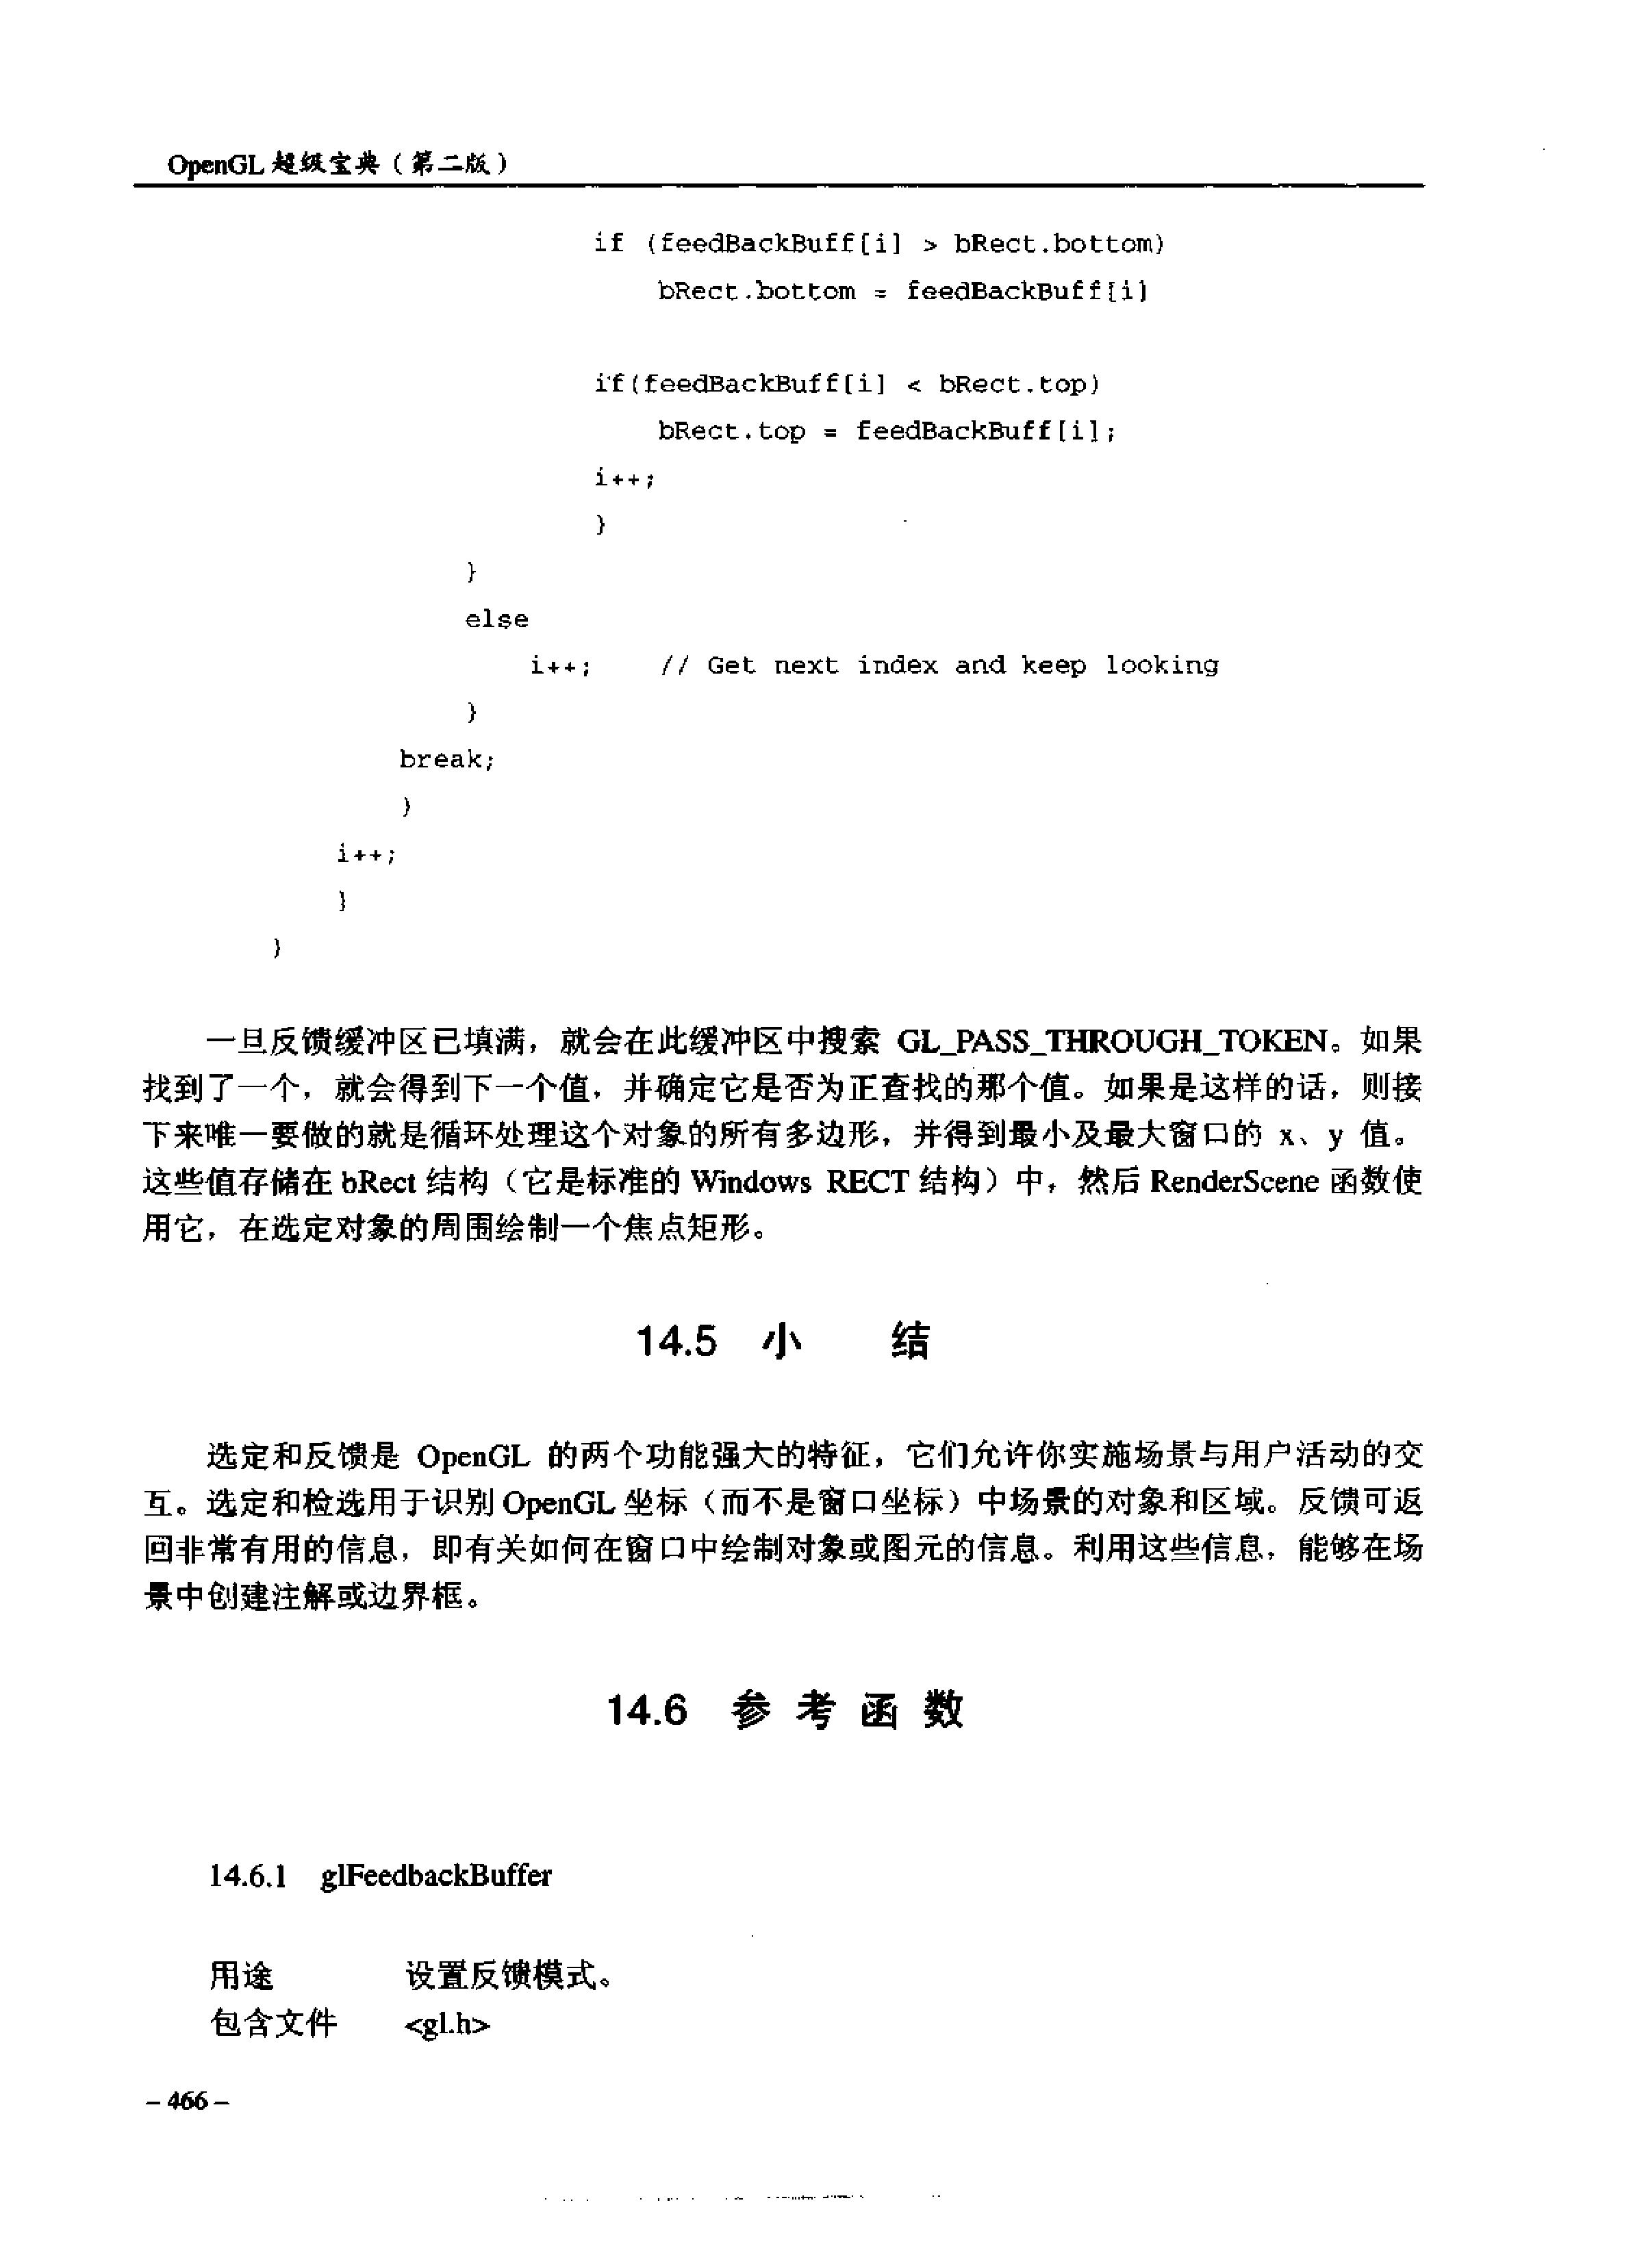 OpenGL 超级宝典（第二版）
if (feedBackBuff[i] > bRect.bottom)
bRect.bottom = feedBackBuff[i]
if(feedBackBuff[i] < bRect.top)
bRect.top = feedBackBuff[i];
i++;
}
}
else
i++;    // Get next index and keep looking
}
break;
}
i++;
}
}
一旦反馈缓冲区已填满，就会在此缓冲区中搜索 GL_PASS_THROUGH_TOKEN。如果
找到了一个，就会得到下一个值，并确定它是否为正查找的那个值。如果是这样的话，则接
下来唯一要做的就是循环处理这个对象的所有多边形，并得到最小及最大窗口的 x、y 值。
这些值存储在 bRect 结构（它是标准的 Windows RECT 结构）中，然后 RenderScene 函数使
用它，在选定对象的周围绘制一个焦点矩形。
14.5 小 结
选定和反馈是 OpenGL 的两个功能强大的特征，它们允许你实施场景与用户活动的交
互。选定和检选用于识别 OpenGL 坐标（而不是窗口坐标）中场景的对象和区域。反馈可返
回非常有用的信息，即有关如何在窗口中绘制对象或图元的信息。利用这些信息，能够在场
景中创建注解或边界框。
14.6 参 考 函 数
14.6.1 glFeedbackBuffer
用途 设置反馈模式。
包含文件 <gl.h>
– 466 –